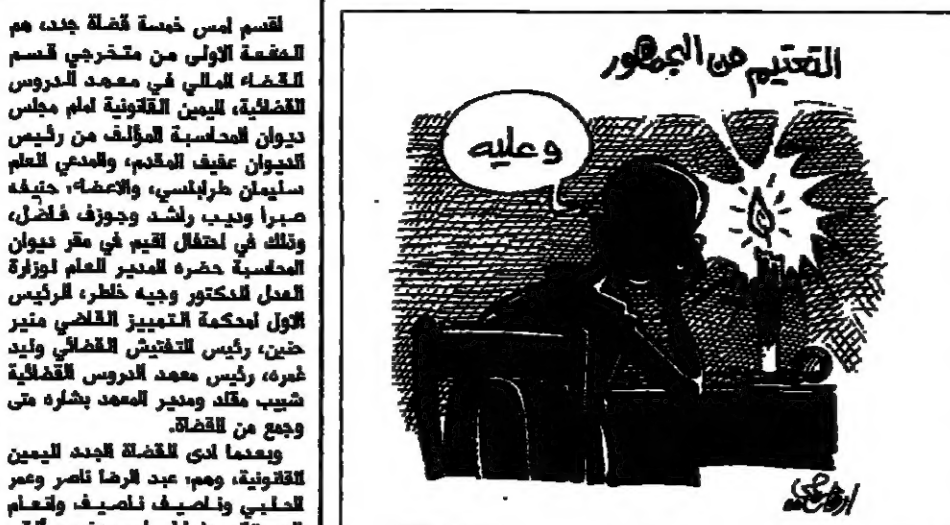 اقسم امس خمسة قضاة جدد، هم
الدفعة الاولى من متخرجي قسم
القضاء المالي في معهد الدروس
القضائية، اليمين القانونية امام مجلس
ديوان المحاسبة المؤلف من رئيس
الديوان عفيف المقدم، والمدعي العام
سليمان طرابلسي، والاعضاء: حنيفه
صبرا وديب راشد وجوزف فاضل،
وذلك في احتفال اقيم في مقر ديوان
المحاسبة حضره المدير العام لوزارة
العدل الدكتور وجيه خاطر، الرئيس
الاول لمحكمة التمييز القاضي منير
حنين، رئيس التفتيش القضائي وليد
غمره، رئيس معهد الدروس القضائية
شبيب مقلد ومدير المعهد بشاره متى
وجمع من القضاة.
وبعدما ادى القضاة الجدد اليمين
القانونية، وهم: عبد الرضا ناصر وعمر
الحلبي وناصيف ناصيف وانعام
التعتيم من الجمهور
وعليه